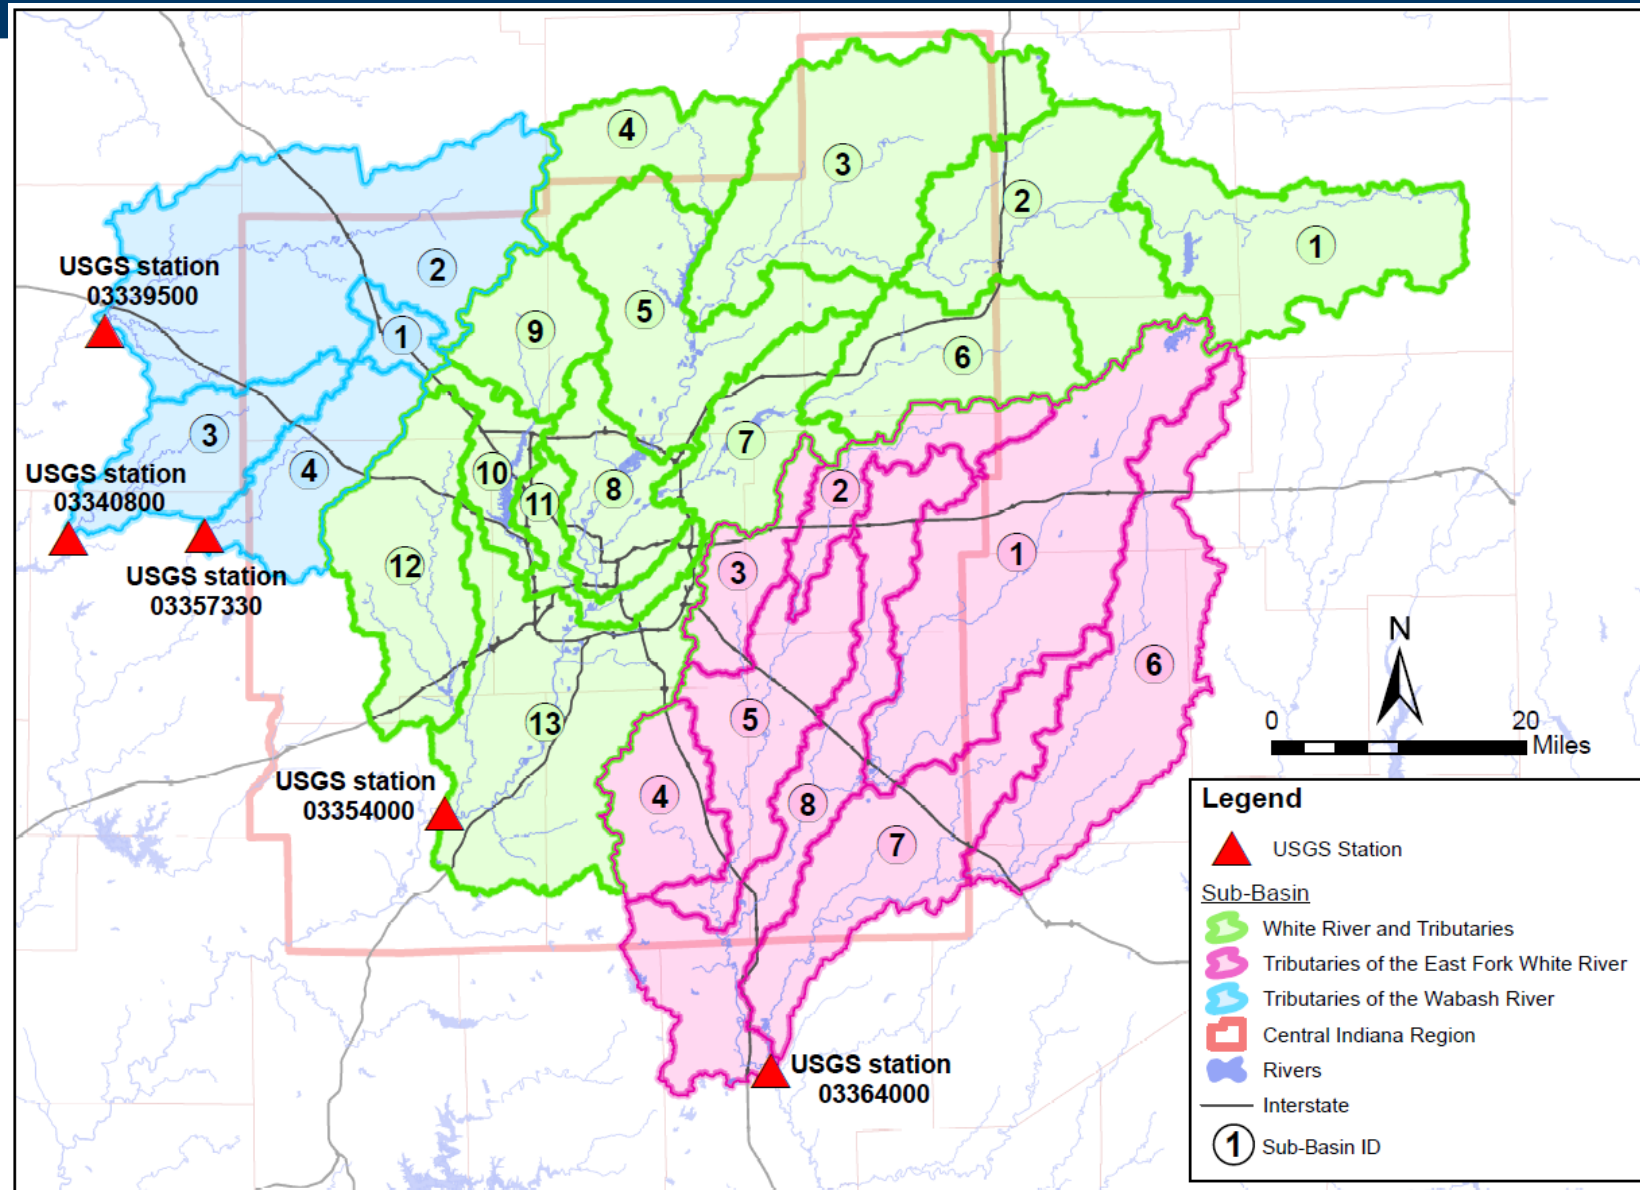 4
3
2
1
USGS station
03339500
2
1
9
5
6
3
4
10
11
8
7
2
USGS station
03340800
12
3
1
USGS station
03357330
6
13
5
4
8
7
USGS station
03354000
USGS station
03364000
N
0 20
Miles
Legend
USGS Station
Sub-Basin
White River and Tributaries
Tributaries of the East Fork White River
Tributaries of the Wabash River
Central Indiana Region
Rivers
Interstate
1 Sub-Basin ID